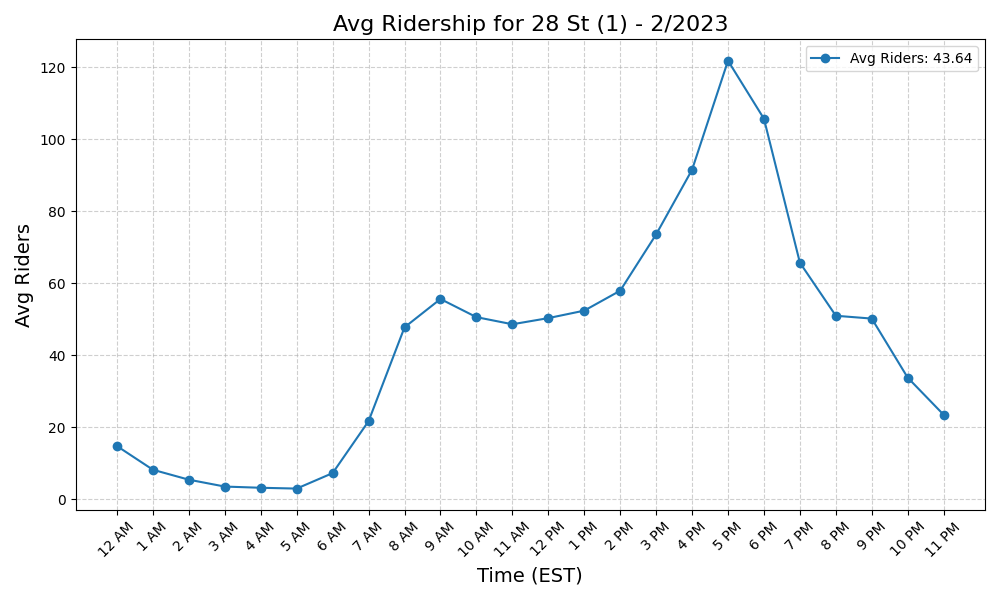 Avg Ridership for 28 St (1) - 2/2023
Avg Riders: 43.64
Avg Riders
120
100
80
60
40
20
0
12 AM
1 AM
2 AM
3 AM
4 AM
5 AM
6 AM
7 AM
8 AM
9 AM
10 AM
11 AM
12 PM
1 PM
2 PM
3 PM
4 PM
5 PM
6 PM
7 PM
8 PM
9 PM
10 PM
11 PM
Time (EST)